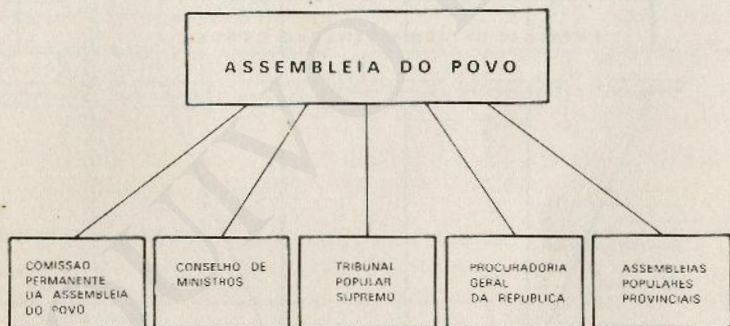 ASSEMBLEIA DO POVO
COMISSAO
PERMANENTE
DA ASSEMBLEIA
DO POVO
CONSELHO DE
MINISTROS
TRIBUNAL
POPULAR
SUPREMO
PROCURADORIA
GERAL
DA REPUBLICA
ASSEMBLEIAS
POPULARES
PROVINCIAIS